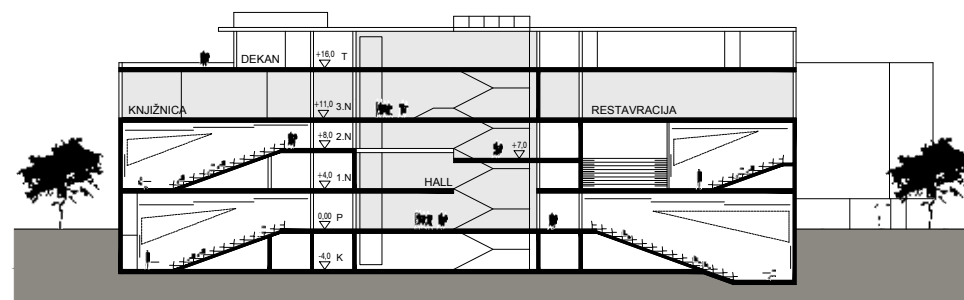 DEKAN
+16,0 T
KNJIŽNICA
+11,0 3.N
RESTAVRACIJA
+8,0 2.N
+7,0
+4,0 1.N
HALL
0,00 P
-4,0 K